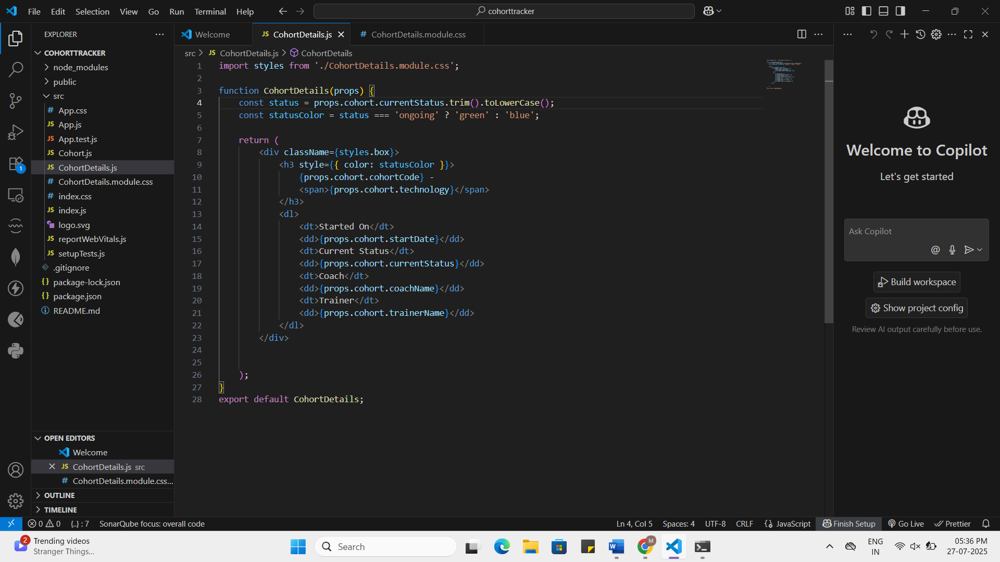 File Edit Selection View Go Run Terminal Help
cohorttracker
EXPLORER
COHORTTRACKER
node_modules
public
src
# App.css
JS App.js
JS App.test.js
JS Cohort.js
JS CohortDetails.js
# CohortDetails.module.css
# index.css
JS index.js
logo.svg
JS reportWebVitals.js
JS setupTests.js
.gitignore
{} package-lock.json
{} package.json
README.md
OPEN EDITORS
Welcome
JS CohortDetails.js src
# CohortDetails.module.css...
OUTLINE
TIMELINE
1
Welcome
JS CohortDetails.js
# CohortDetails.module.css
src > JS CohortDetails.js > CohortDetails
1 import styles from './CohortDetails.module.css';
2
3 function CohortDetails(props) {
4 const status = props.cohort.currentStatus.trim().toLowerCase();
5 const statusColor = status === 'ongoing' ? 'green' : 'blue';
6
7 return (
8 <div className={styles.box}>
9 <h3 style={{ color: statusColor }}>
10 {props.cohort.cohortCode} -
11 <span>{props.cohort.technology}</span>
12 </h3>
13 <dl>
14 <dt>Started On</dt>
15 <dd>{props.cohort.startDate}</dd>
16 <dt>Current Status</dt>
17 <dd>{props.cohort.currentStatus}</dd>
18 <dt>Coach</dt>
19 <dd>{props.cohort.coachName}</dd>
20 <dt>Trainer</dt>
21 <dd>{props.cohort.trainerName}</dd>
22 </dl>
23 </div>
24
25
26 );
27 }
28 export default CohortDetails;
Welcome to Copilot
Let's get started
Ask Copilot
Build workspace
Show project config
Review AI output carefully before use.
0 0 {..} : 7 SonarQube focus: overall code
Ln 4, Col 5 Spaces: 4 UTF-8 CRLF {} JavaScript Finish Setup Go Live Prettier
2
Trending videos
Stranger Things...
Search
W
M
ENG
IN
05:36 PM
27-07-2025